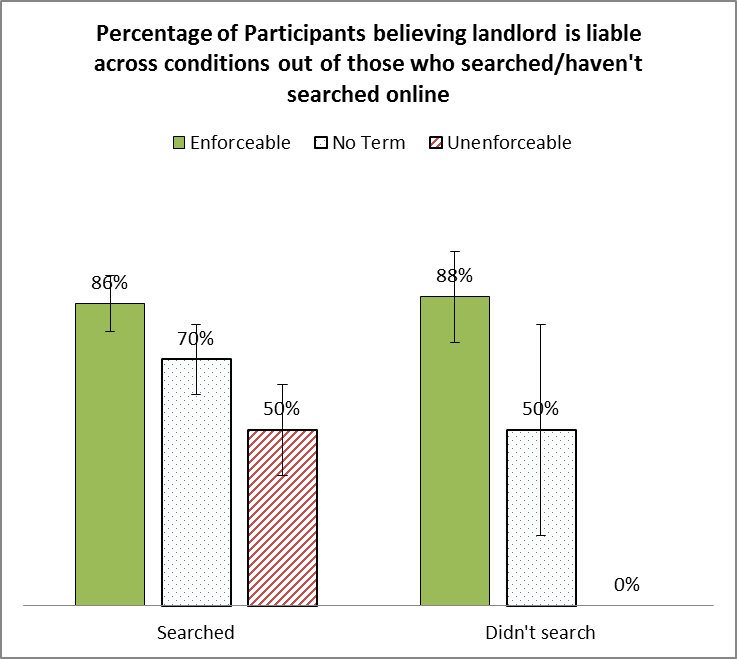 Percentage of Participants believing landlord is liable
across conditions out of those who searched/haven't
searched online
Enforceable No Term Unenforceable
86%
70%
50%
88%
50%
0%
Searched
Didn't search